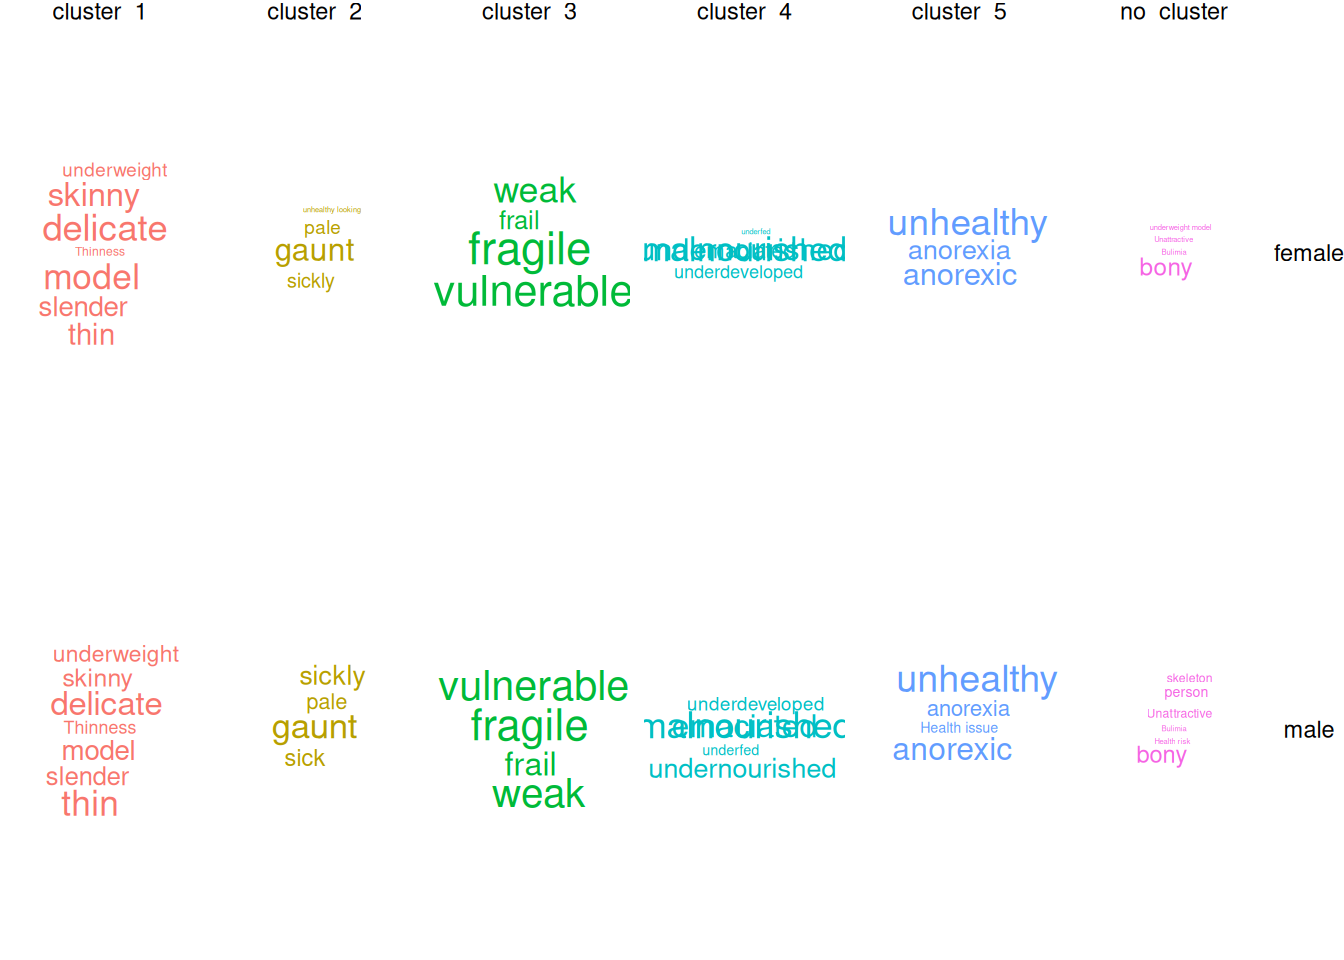 cluster 1
cluster 2
cluster 3
cluster 4
cluster 5
no cluster
underweight
skinny
delicate
Thinness
model
slender
thin
unhealthy looking
pale
gaunt
sickly
weak
frail
fragile
vulnerable
underfed
malnourished
underdeveloped
unhealthy
anorexia
anorexic
underweight model
Unattractive
Bulimia
bony
female
underweight
skinny
delicate
Thinness
model
slender
thin
sickly
pale
gaunt
sick
vulnerable
fragile
frail
weak
underdeveloped
malnourished
emaciated
underfed
undernourished
unhealthy
anorexia
Health issue
anorexic
skeleton
person
Unattractive
Bulimia
Health risk
bony
male